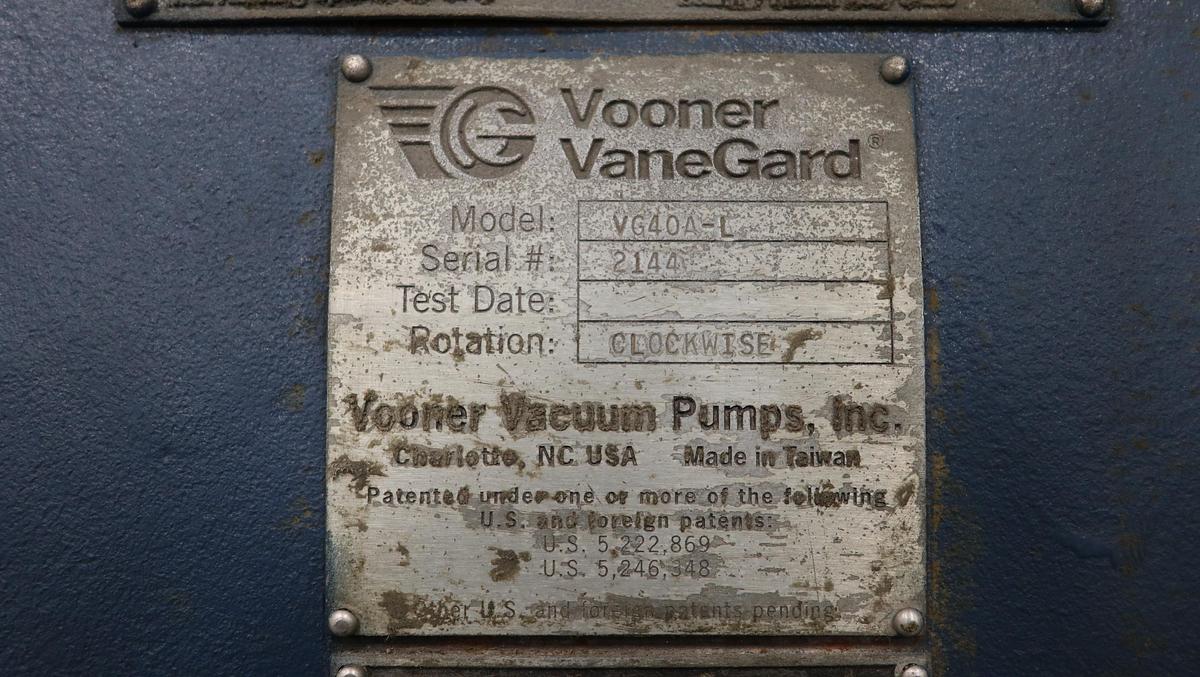 Vooner
VaneGard®
Model: VG40A-L
Serial #: 2144
Test Date:
Rotation: CLOCKWISE
Vooner Vacuum Pumps, Inc.
Charlotte, NC USA Made in Taiwan
Patented under one or more of the following
U.S. and foreign patents:
U.S. 5,222,869
U.S. 5,246,348
Other U.S. and foreign patents pending